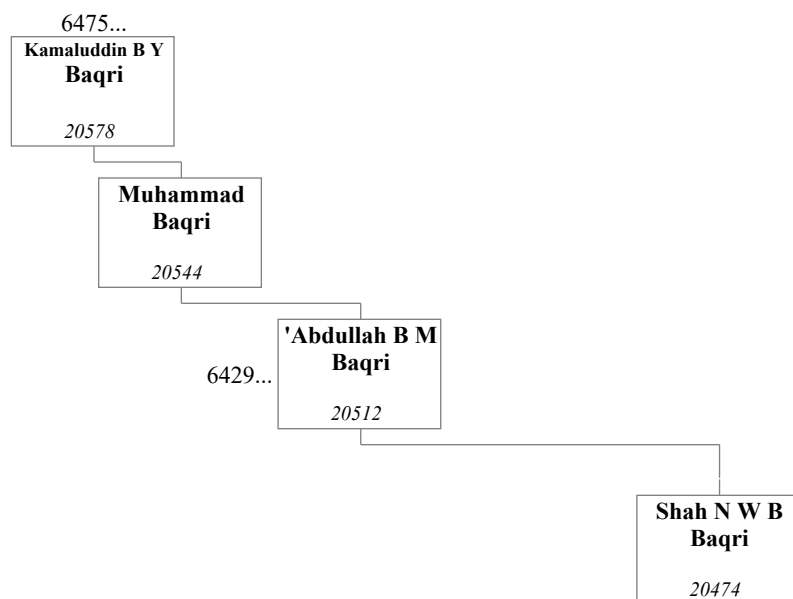 6475...
Kamaluddin B Y
Baqri
20578
Muhammad
Baqri
20544
'Abdullah B M
Baqri
6429...
20512
Shah N W B
Baqri
20474